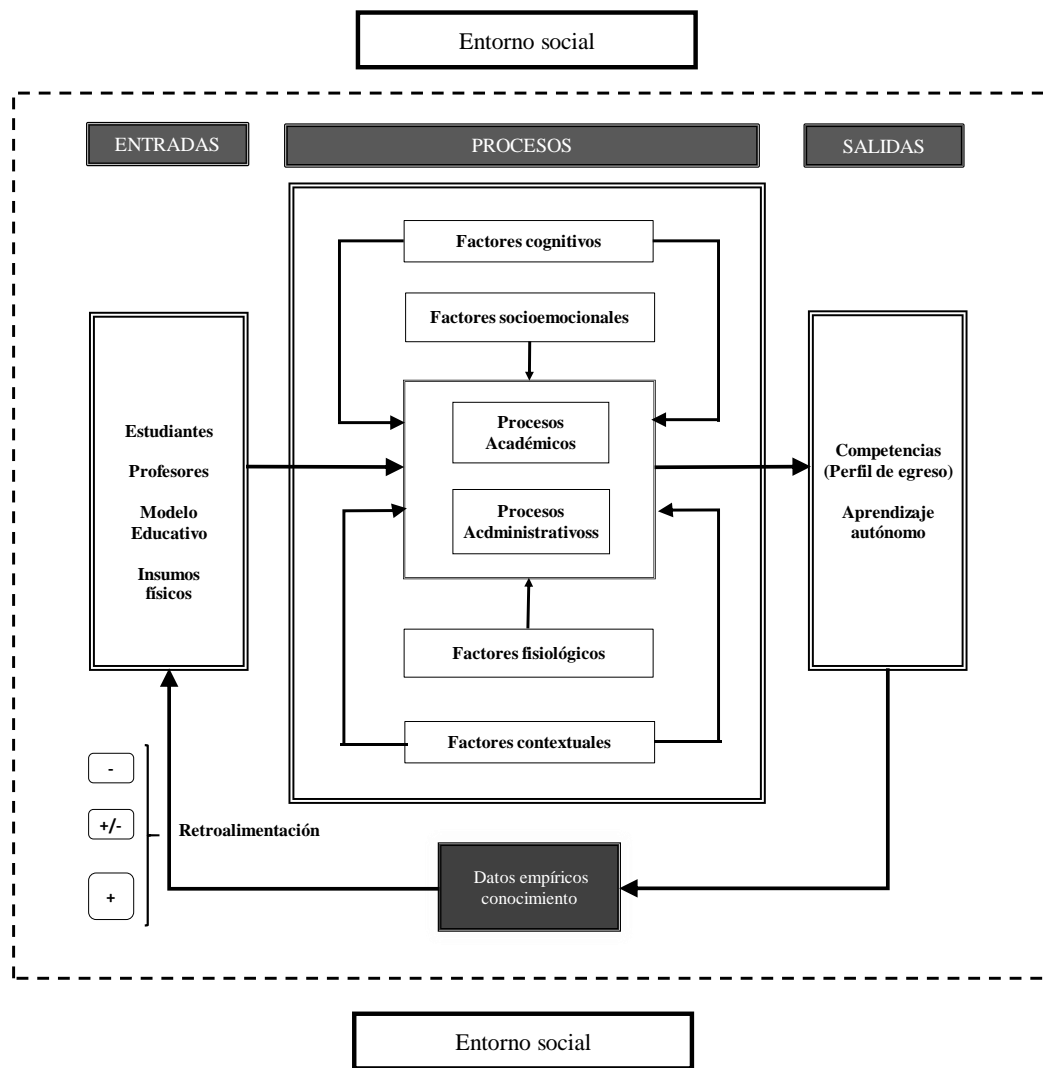 Entorno social
ENTRADAS
PROCESOS
SALIDAS
Factores cognitivos
Factores socioemocionales
Procesos
Académicos
Procesos
Acdministrativoss
Factores fisiológicos
Factores contextuales
Estudiantes
Profesores
Modelo
Educativo
Insumos
físicos
Competencias
(Perfil de egreso)
Aprendizaje
autónomo
-
+/-
+
Retroalimentación
Datos empíricos
conocimiento
Entorno social